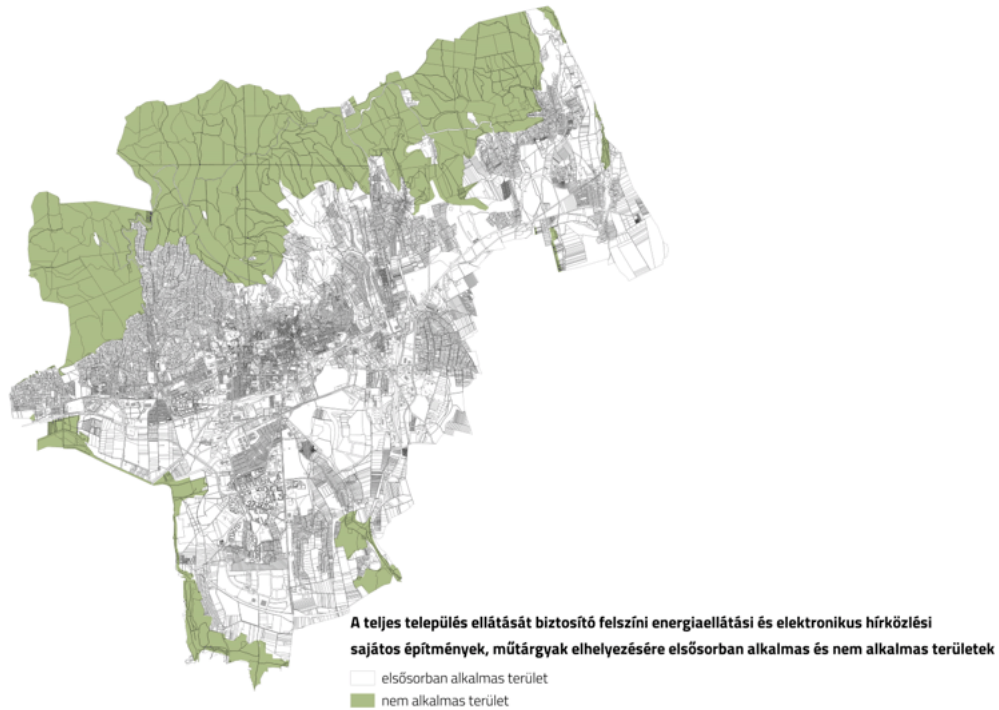 A teljes település ellátását biztosító felszíni energiaellátási és elektronikus hírközlési
sajátos építmények, műtárgyak elhelyezésére elsősorban alkalmas és nem alkalmas területek
elsősorban alkalmas terület
nem alkalmas terület